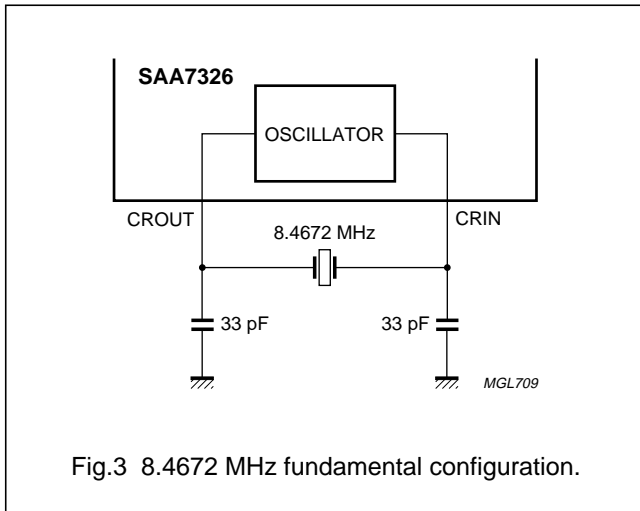 SAA7326
OSCILLATOR
CROUT
CRIN
8.4672 MHz
33 pF
33 pF
MGL709
Fig.3 8.4672 MHz fundamental configuration.